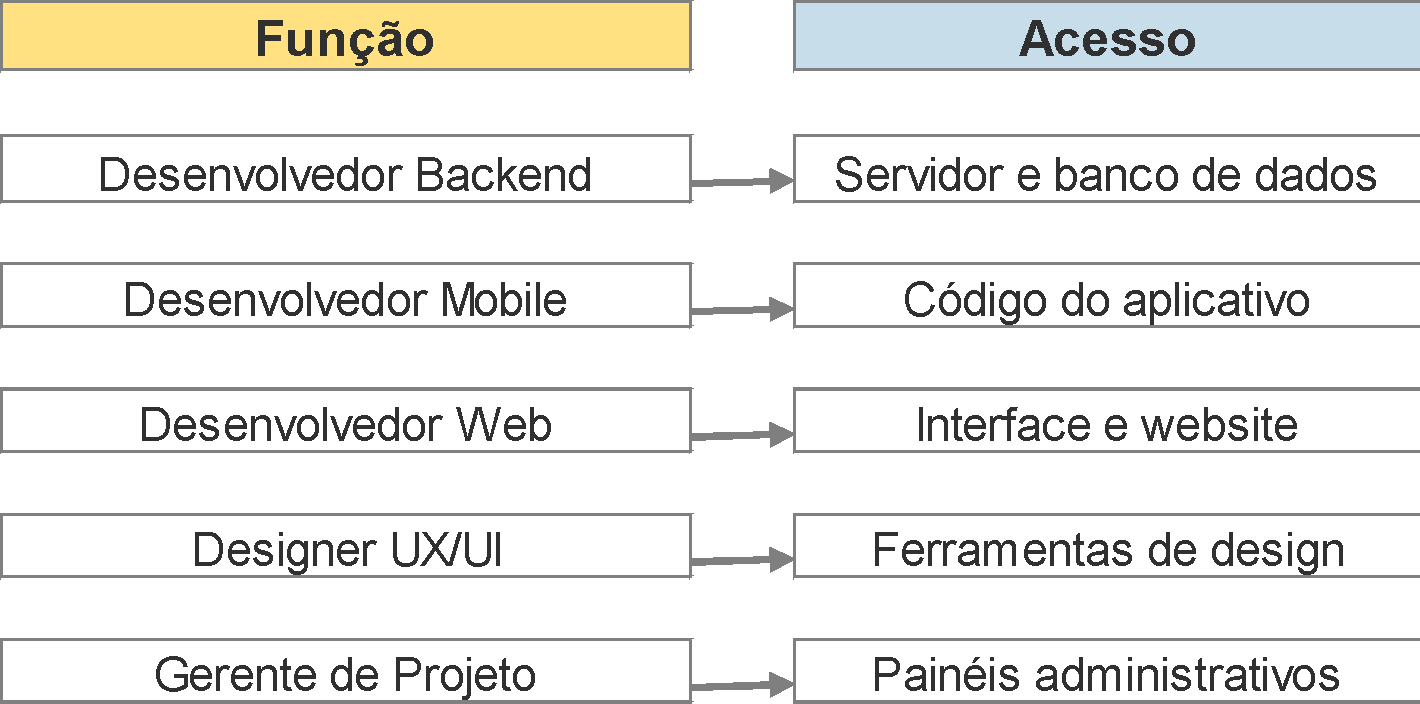 Função
Acesso
Desenvolvedor Backend
Servidor e banco de dados
Desenvolvedor Mobile
Código do aplicativo
Desenvolvedor Web
Interface e website
Designer UX/UI
Ferramentas de design
Gerente de Projeto
Painéis administrativos